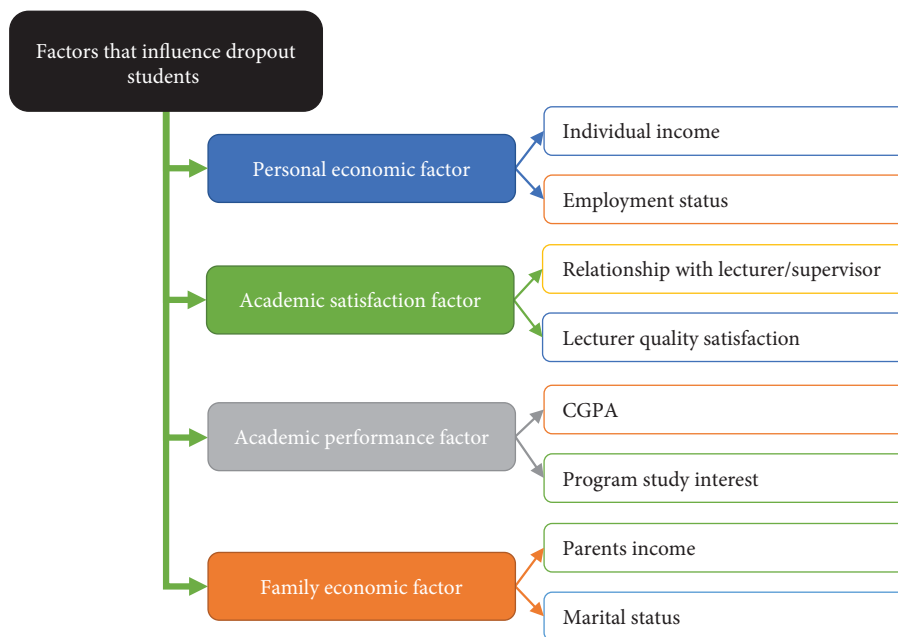 Factors that influence dropout
students
Personal economic factor
Individual income
Employment status
Academic satisfaction factor
Relationship with lecturer/supervisor
Lecturer quality satisfaction
Academic performance factor
CGPA
Program study interest
Family economic factor
Parents income
Marital status